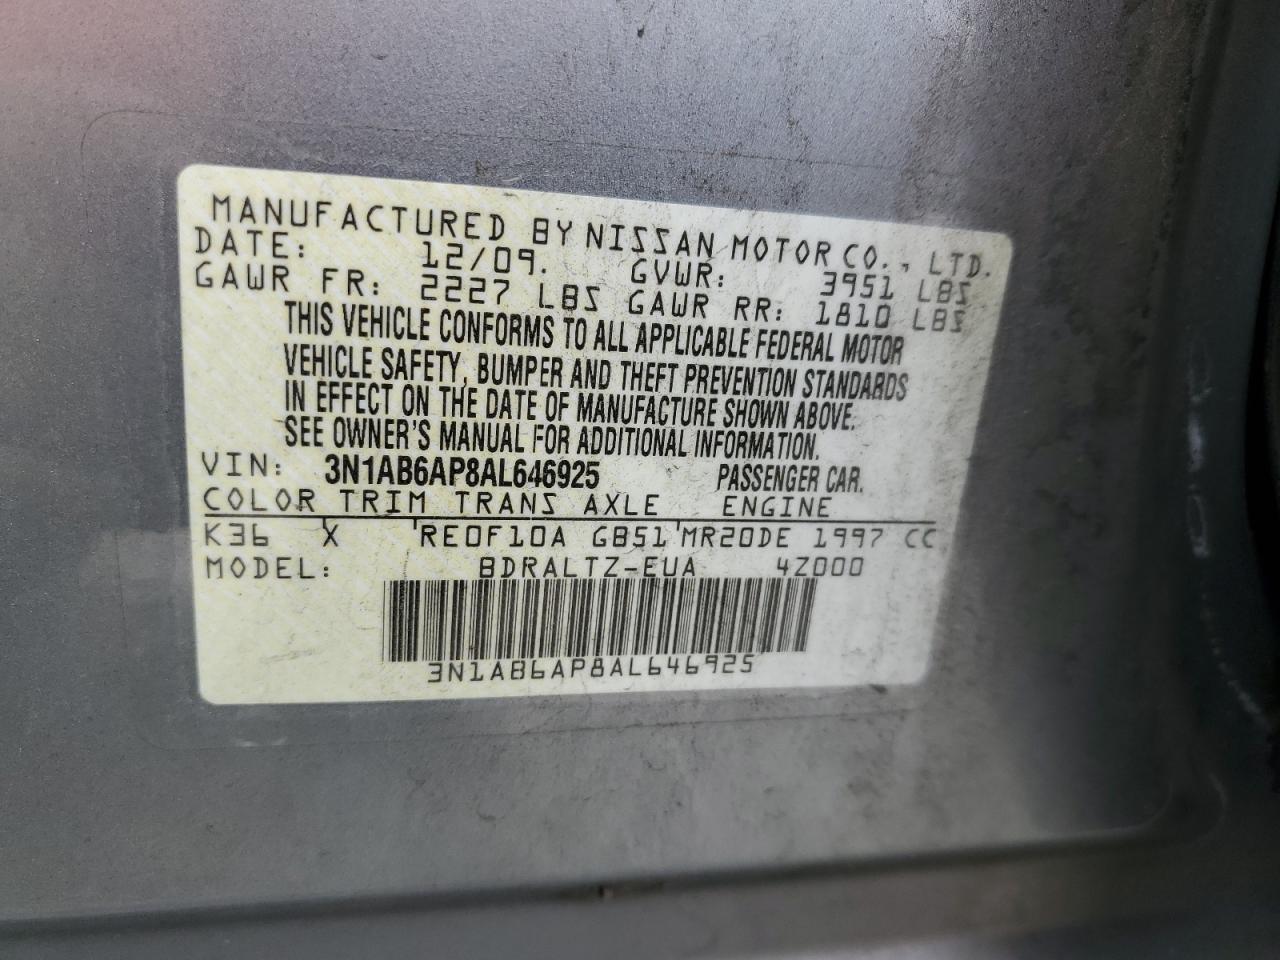 MANUFACTURED BY NISSAN MOTOR CO., LTD.
DATE: 12/09. GVWR: 3951 LBS
GAWR FR: 2227 LBS GAWR RR: 1810 LBS
THIS VEHICLE CONFORMS TO ALL APPLICABLE FEDERAL MOTOR
VEHICLE SAFETY, BUMPER AND THEFT PREVENTION STANDARDS
IN EFFECT ON THE DATE OF MANUFACTURE SHOWN ABOVE.
SEE OWNER'S MANUAL FOR ADDITIONAL INFORMATION.
VIN: 3N1AB6AP8AL646925 PASSENGER CAR.
COLOR TRIM TRANS AXLE ENGINE
K36 X RE0F10A GB51 MR20DE 1997 CC
MODEL: BDRALTZ-EUA 4Z000
3N1AB6AP8AL646925